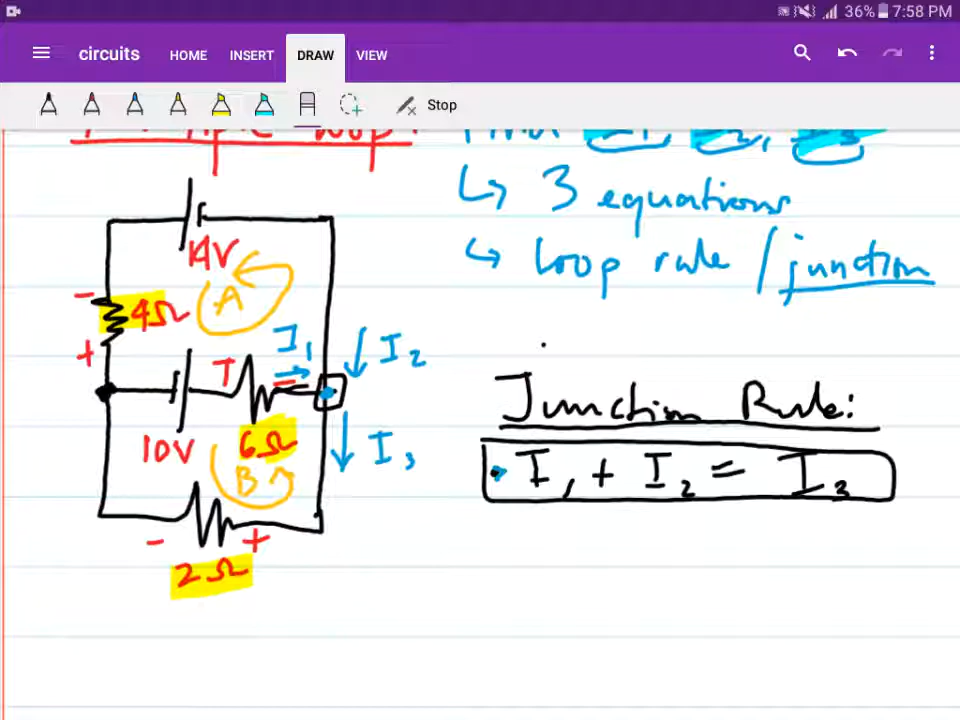 36% 7:58 PM
circuits HOME INSERT DRAW VIEW
Stop
3 equations
loop rule / junction
14V
A
- 4Ω
+
I₁
I₂
10V
6Ω
B
I₃
- +
2Ω
Junction Rule:
I₁ + I₂ = I₃